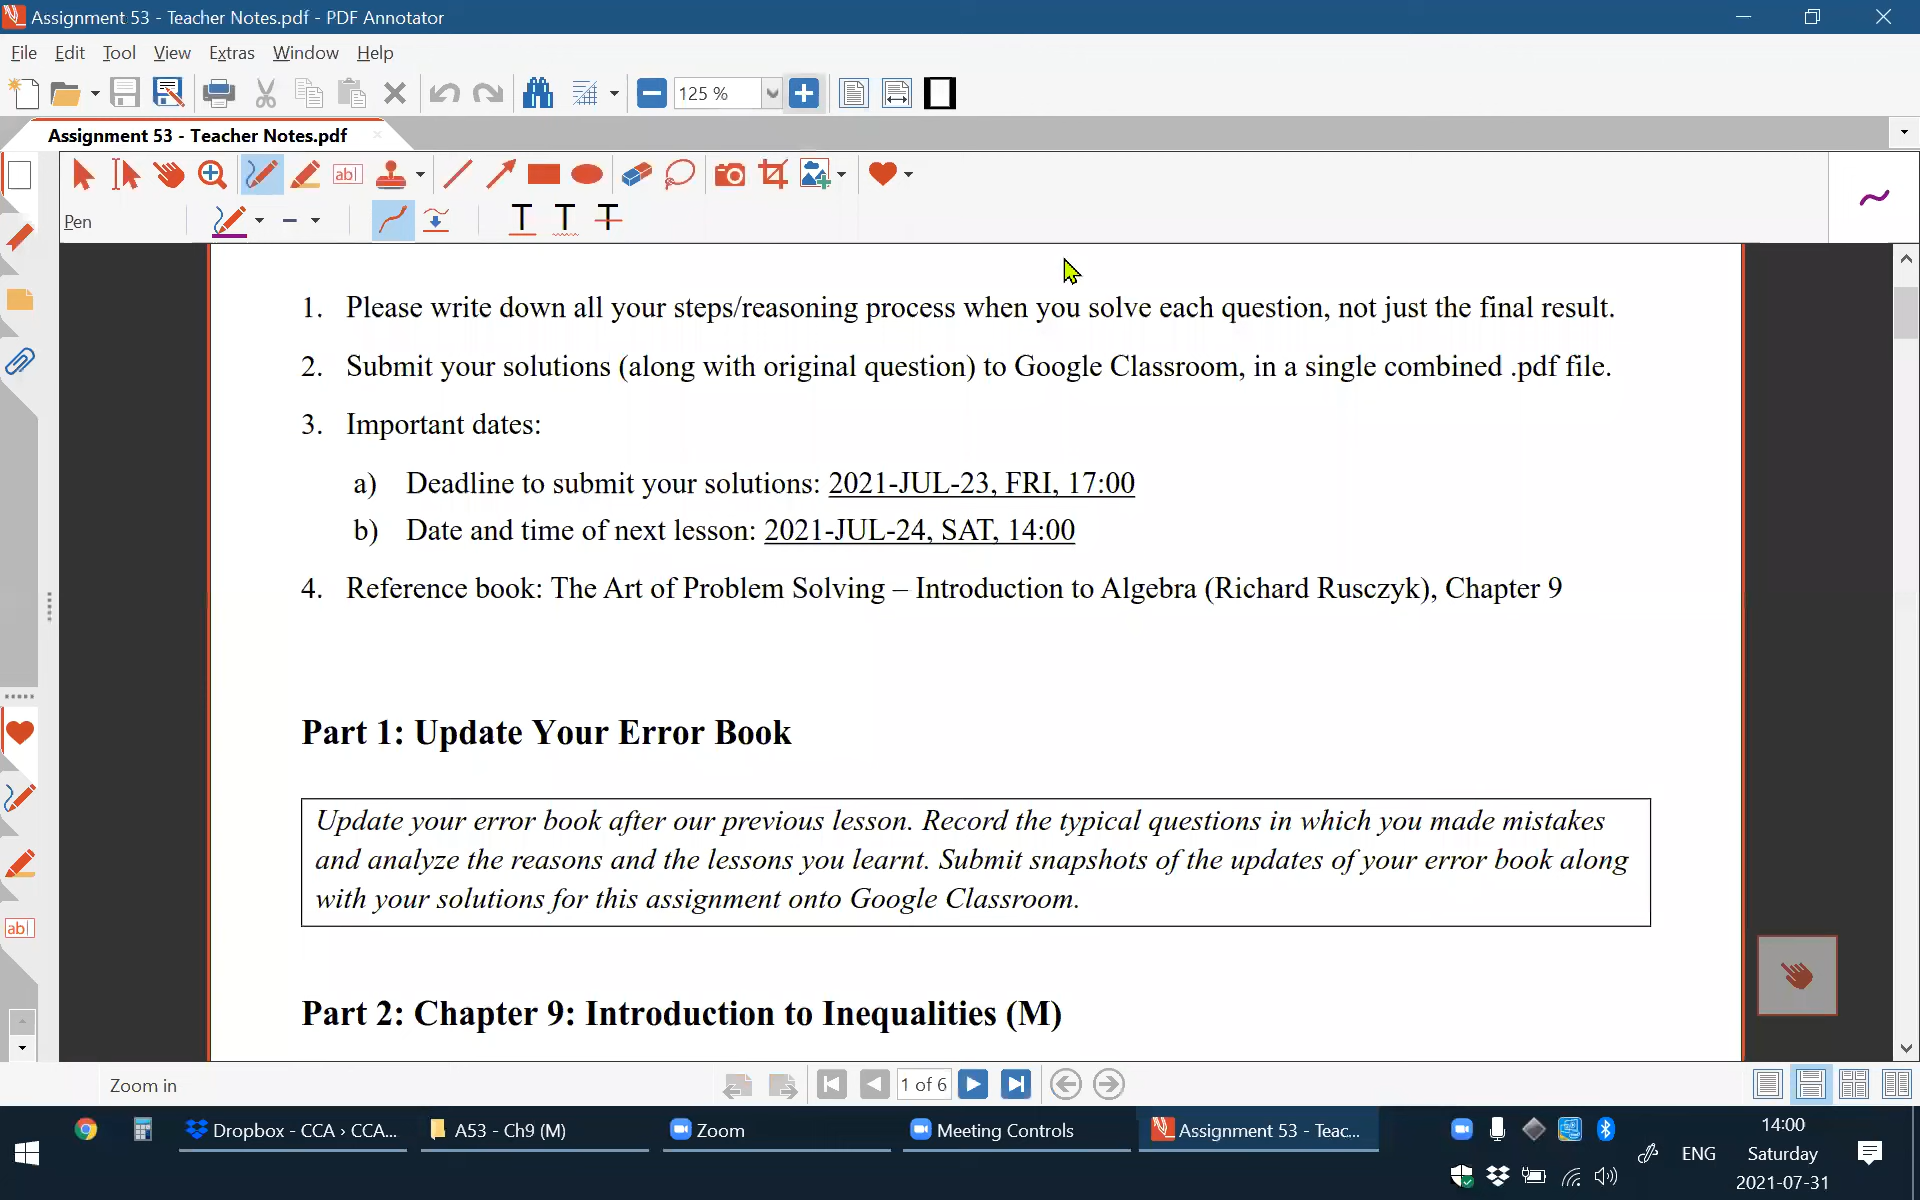 Assignment 53 - Teacher Notes.pdf - PDF Annotator
File Edit Tool View Extras Window Help
125 %
Assignment 53 - Teacher Notes.pdf
ab|
Pen
T T T
1. Please write down all your steps/reasoning process when you solve each question, not just the final result.
2. Submit your solutions (along with original question) to Google Classroom, in a single combined .pdf file.
3. Important dates:
a) Deadline to submit your solutions: 2021-JUL-23, FRI, 17:00
b) Date and time of next lesson: 2021-JUL-24, SAT, 14:00
4. Reference book: The Art of Problem Solving – Introduction to Algebra (Richard Rusczyk), Chapter 9
Part 1: Update Your Error Book
Update your error book after our previous lesson. Record the typical questions in which you made mistakes
and analyze the reasons and the lessons you learnt. Submit snapshots of the updates of your error book along
with your solutions for this assignment onto Google Classroom.
ab|
Part 2: Chapter 9: Introduction to Inequalities (M)
Zoom in
1 of 6
Dropbox - CCA › CCA...
A53 - Ch9 (M)
Zoom
Meeting Controls
Assignment 53 - Teac...
ENG
14:00
Saturday
2021-07-31